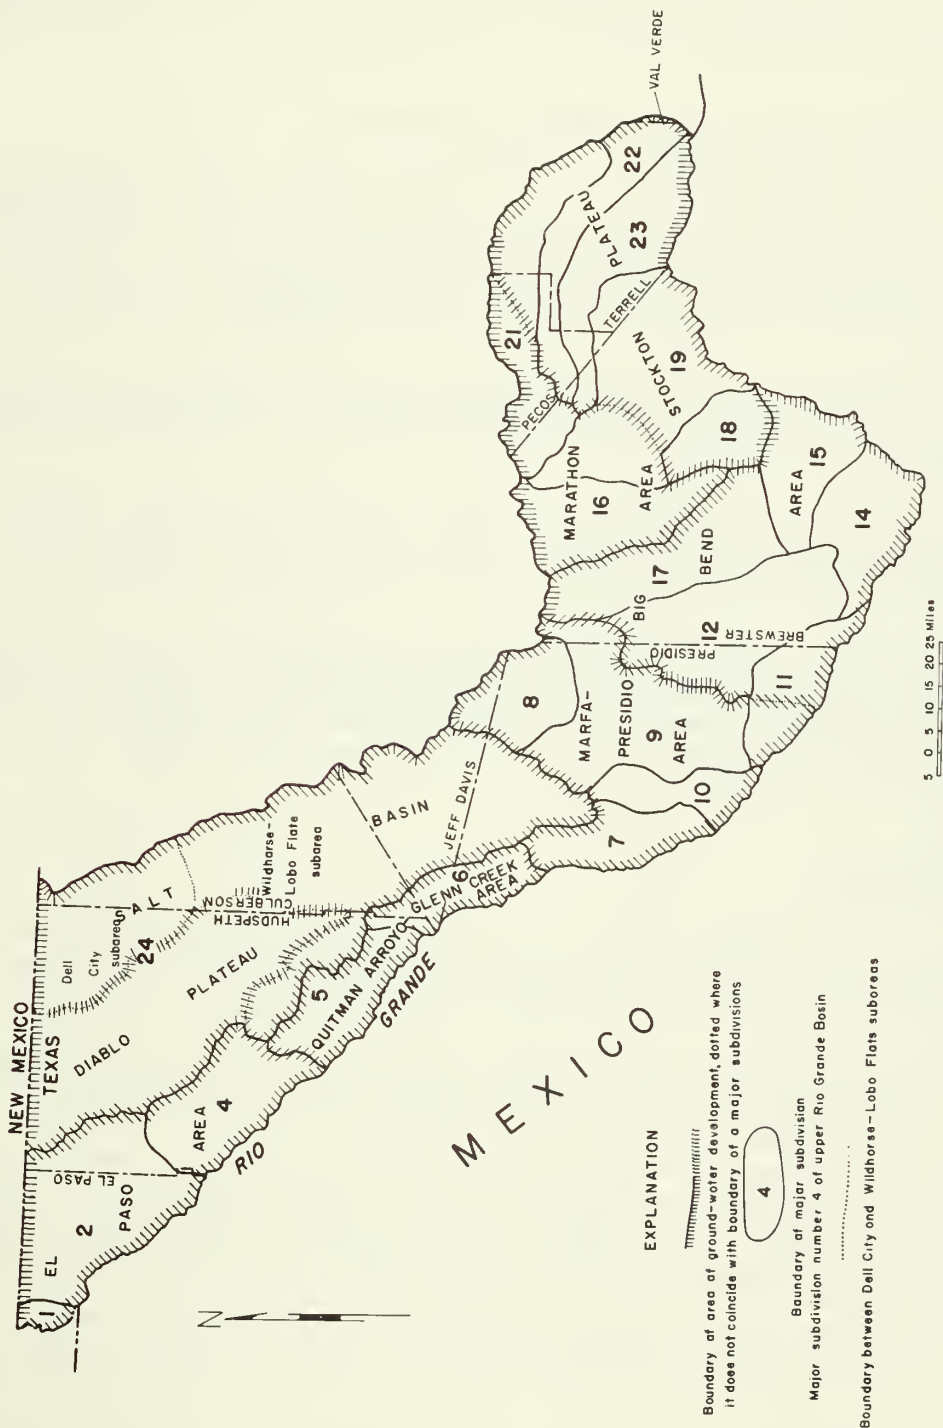 NEW MEXICO
TEXAS
EL PASO
EL
PASO
AREA
1
2
4
RIO
GRANDE
DIABLO
PLATEAU
Dell
City
subareas
24
SALT
BASIN
HUDSPETH
CULBERSON
Wildharse-
Lobo Flate
subarea
5
QUITMAN ARROYO
6
GLENN CREEK
AREA
JEFF DAVIS
7
8
MARFA-
PRESIDIO
9
AREA
10
11
PRESIDIO
BREWSTER
12
BIG
BEND
AREA
14
15
MARATHON
16
AREA
17
18
STOCKTON
PLATEAU
19
PECOS
TERRELL
21
22
23
VAL VERDE
MEXICO
N
5 0 5 10 15 20 25 Miles
EXPLANATION
Boundary of area of ground-water development, dotted where
it does not coincide with boundary of a major subdivisions
4
Boundary of major subdivision
Major subdivision number 4 of upper Rio Grande Basin
Boundary between Dell City and Wildhorse-Lobo Flats subareas